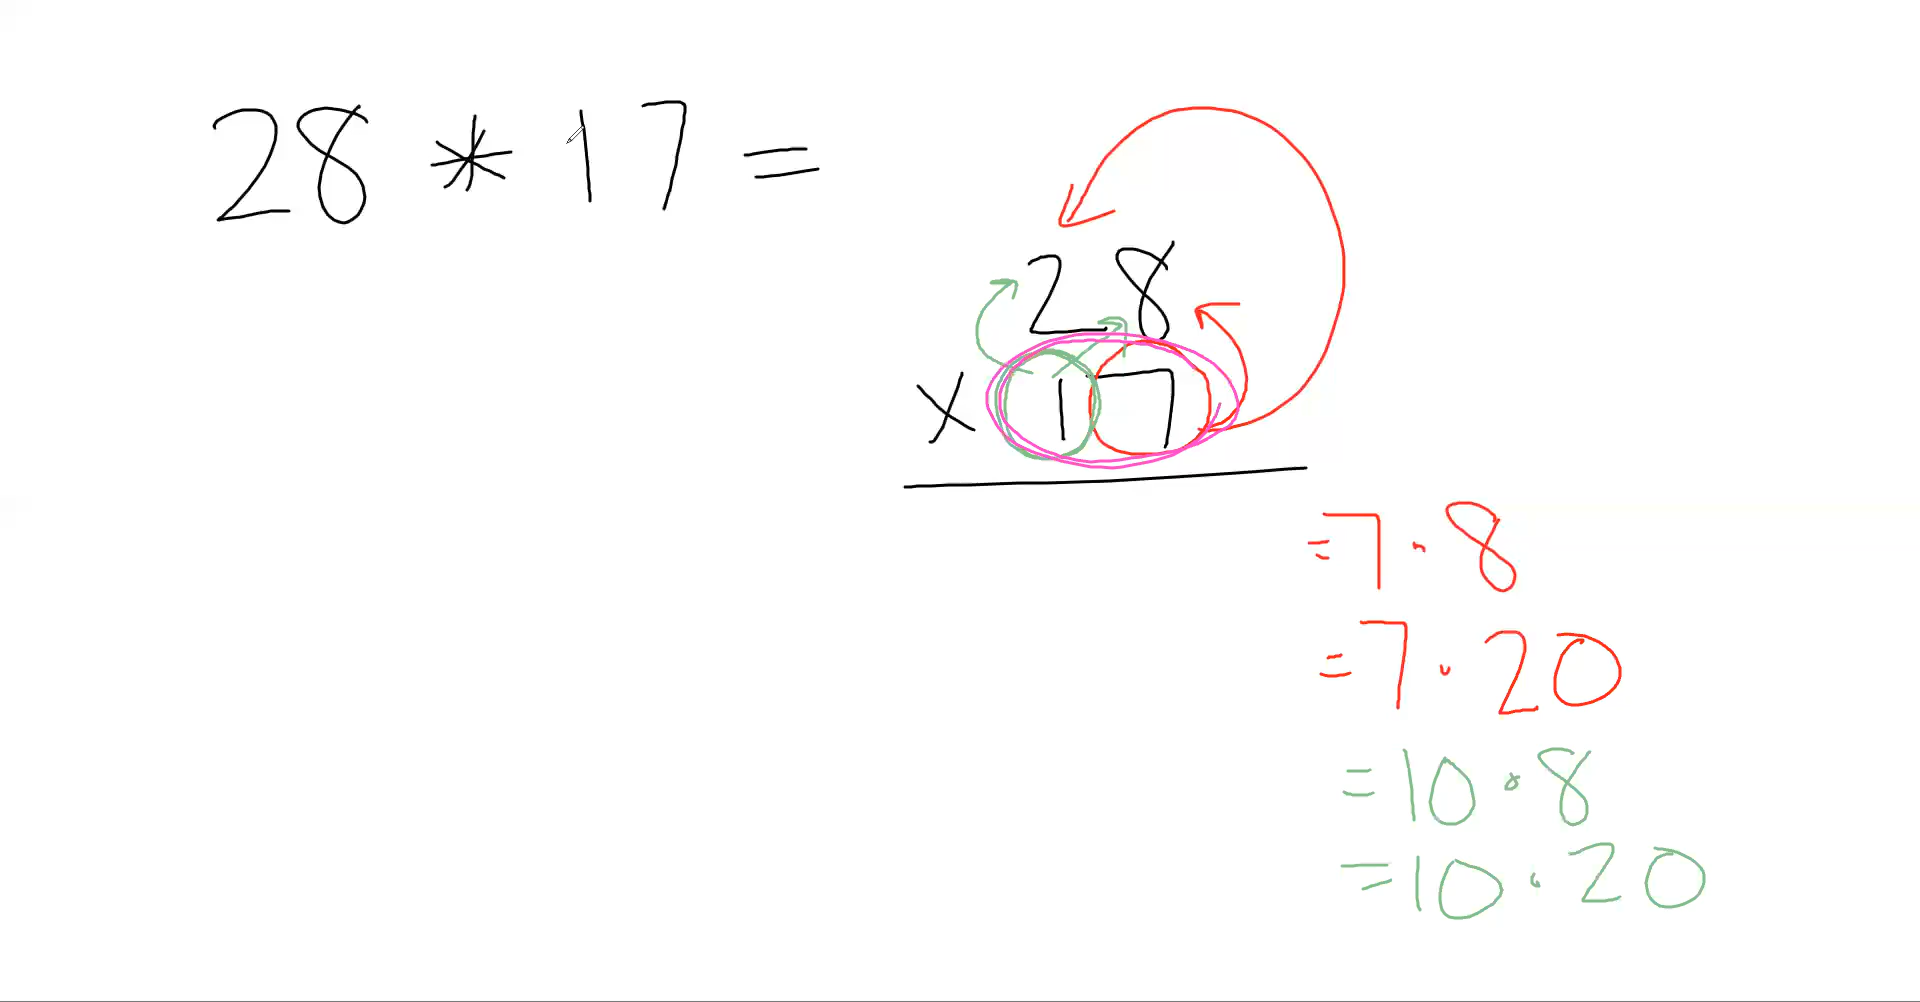 28 * 17 =
28
x 17
= 7 · 8
= 7 · 20
= 10 · 8
= 10 · 20